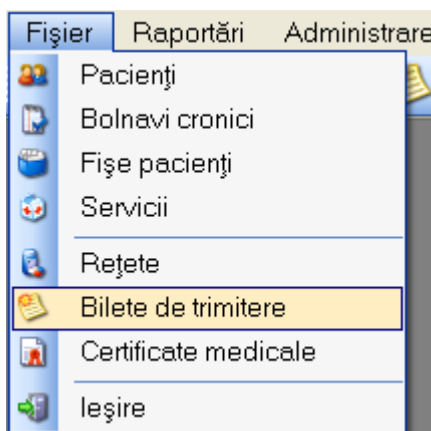 Fişier Raportări Administrare
Pacienţi
Bolnavi cronici
Fişe pacienţi
Servicii
Reţete
Bilete de trimitere
Certificate medicale
Ieşire